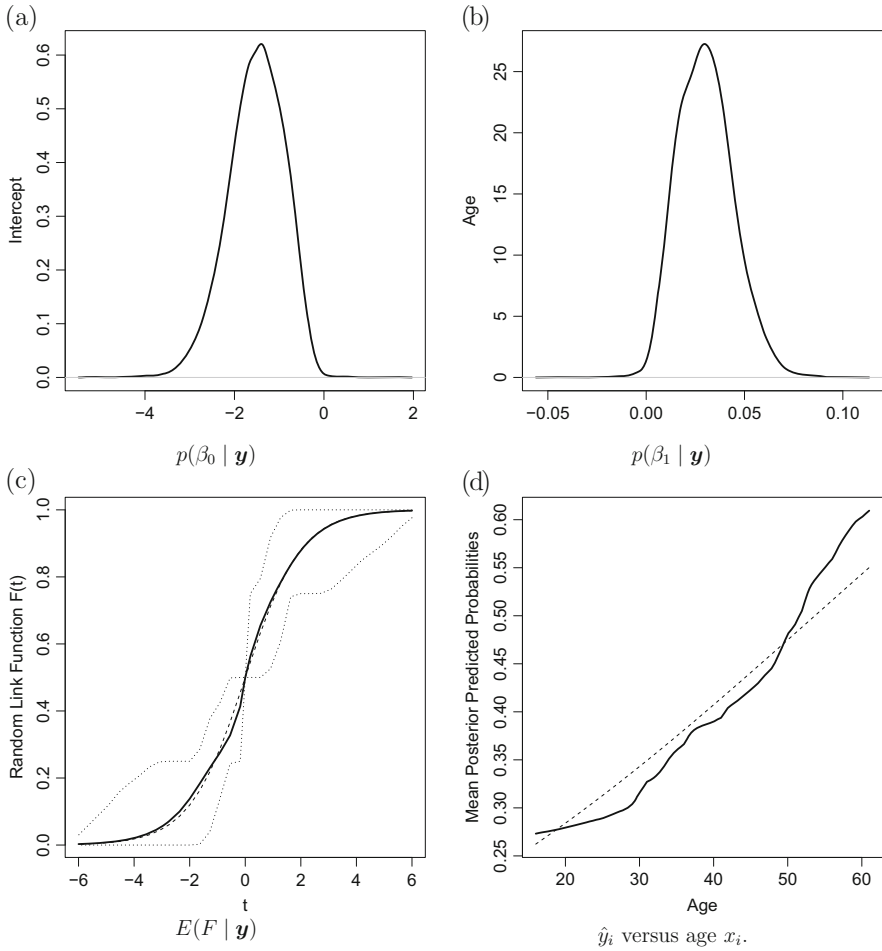 (a)
Intercept
0.6
0.5
0.4
0.3
0.2
0.1
0.0
−4 −2 0 2
p(β₀ | y)
(b)
Age
25
20
15
10
5
0
−0.05 0.00 0.05 0.10
p(β₁ | y)
(c)
Random Link Function F(t)
1.0
0.8
0.6
0.4
0.2
0.0
−6 −4 −2 0 2 4 6
t
E(F | y)
(d)
Mean Posterior Predicted Probabilities
0.60
0.55
0.50
0.45
0.40
0.35
0.30
0.25
20 30 40 50 60
Age
ŷᵢ versus age xᵢ.